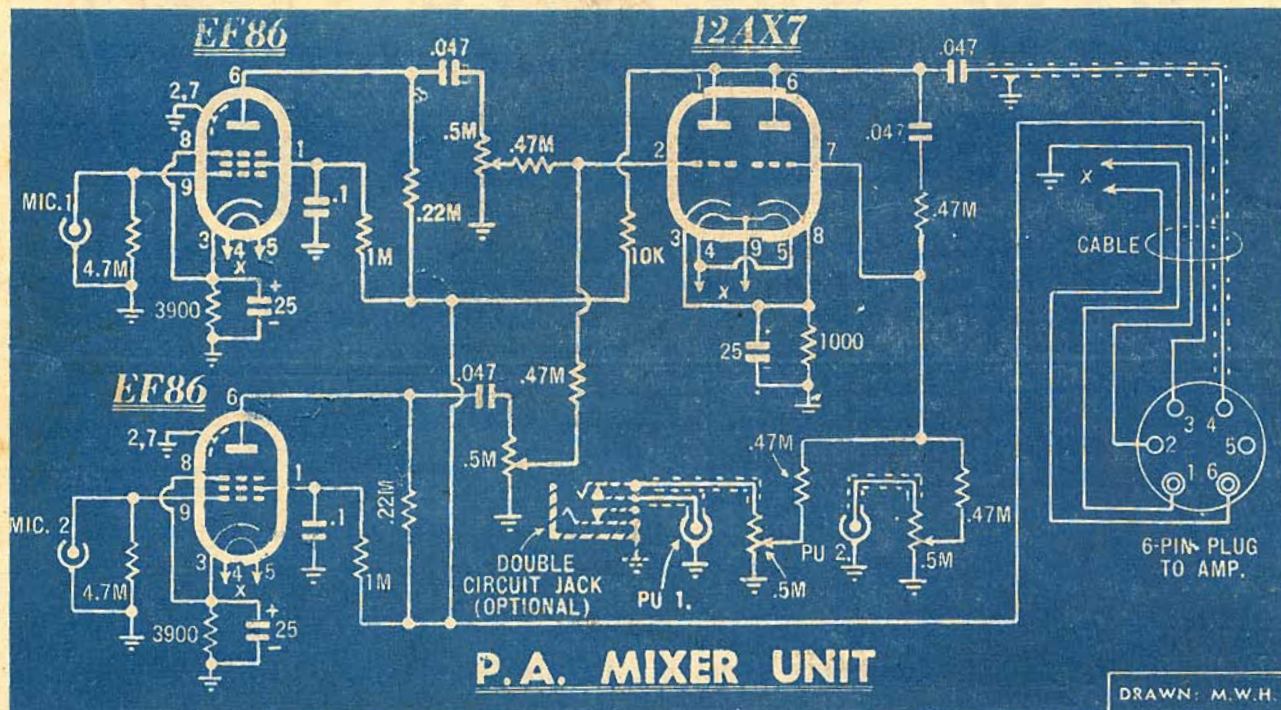 EF86
12AX7
.047
.047
6
2,7
8
9
1
MIC.1
4.7M
3
4
5
X
3900
25
+
-
.1
1M
.22M
.5M
.47M
10K
1
6
2
7
3
4
9
5
8
X
25
1000
.047
.47M
X
CABLE
EF86
6
2,7
8
9
1
MIC. 2
4.7M
3
4
5
X
3900
25
+
-
.1
1M
.22M
.047
.5M
.47M
DOUBLE
CIRCUIT JACK
(OPTIONAL)
PU 1.
.5M
.47M
PU 2.
.5M
.47M
3
4
2
5
1
6
6-PIN PLUG
TO AMP.
P.A. MIXER UNIT
DRAWN: M.W.H.